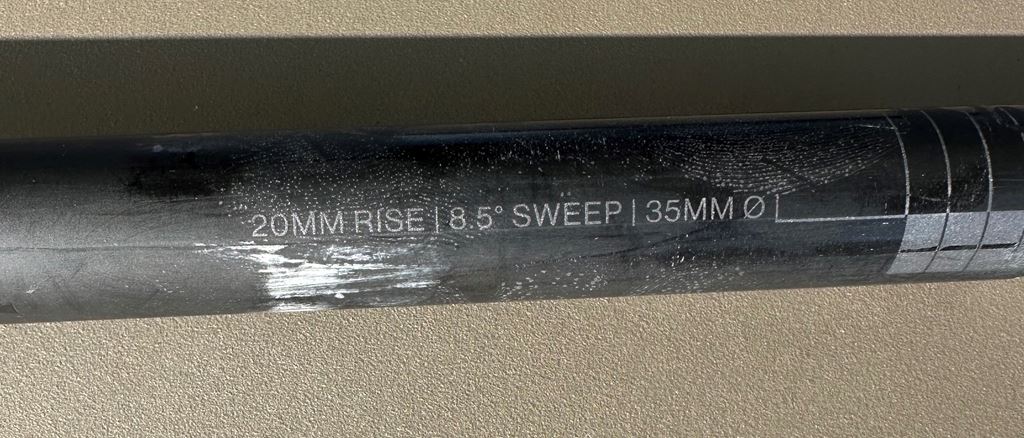 20MM RISE | 8.5° SWEEP | 35MM Ø